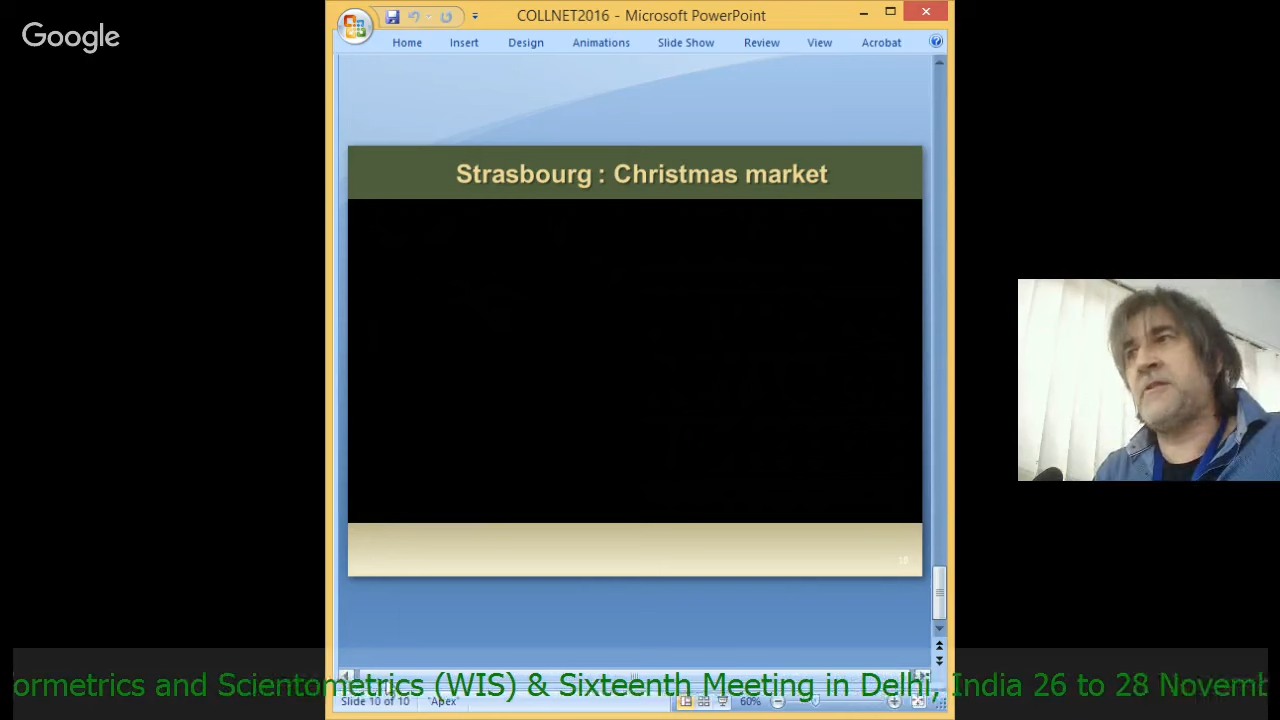 Google
COLLNET2016 - Microsoft PowerPoint
Home Insert Design Animations Slide Show Review View Acrobat
Strasbourg : Christmas market
10
ormetrics and Scientometrics (WIS) & Sixteenth Meeting in Delhi, India 26 to 28 Novemb
Slide 10 of 10 "Apex" 60%